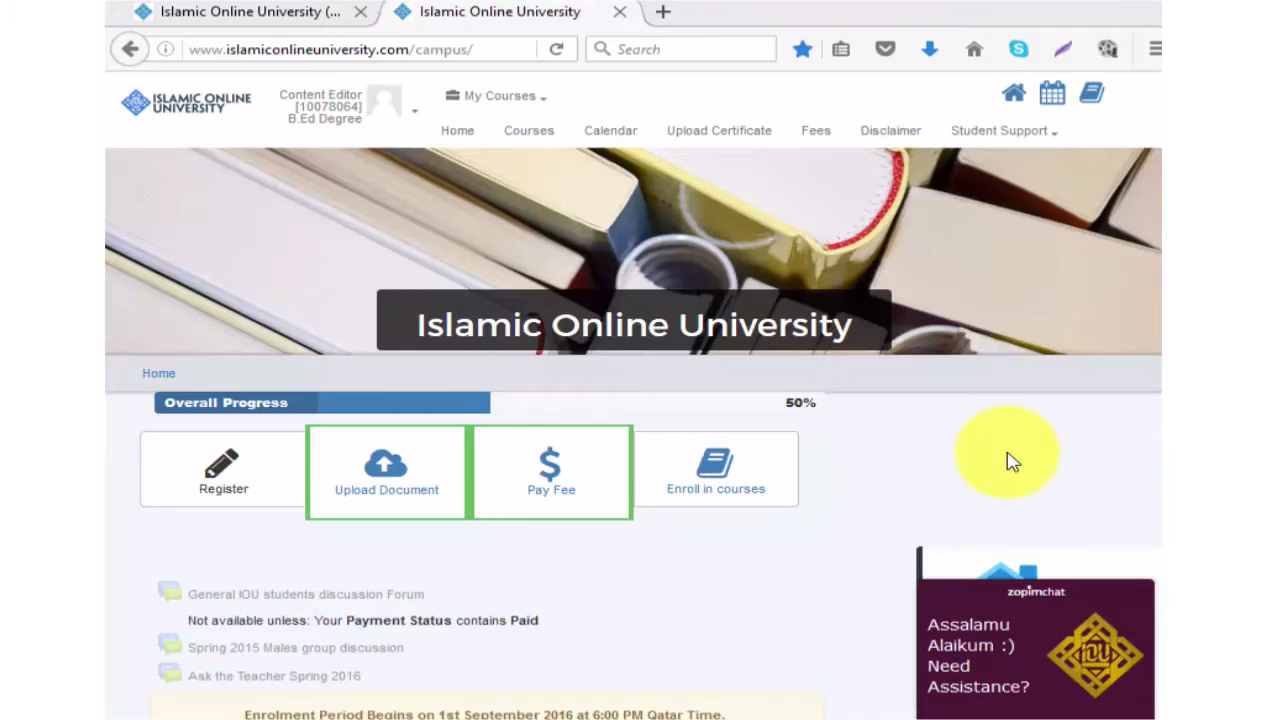 Islamic Online University (...
Islamic Online University
www.islamiconlineuniversity.com/campus/
Search
ISLAMIC ONLINE
UNIVERSITY
Content Editor
[10078064]
B.Ed Degree
My Courses
Home Courses Calendar Upload Certificate Fees Disclaimer Student Support
Islamic Online University
Home
Overall Progress 50%
Register Upload Document Pay Fee Enroll in courses
General IOU students discussion Forum
Not available unless: Your Payment Status contains Paid
Spring 2015 Males group discussion
Ask the Teacher Spring 2016
Enrolment Period Begins on 1st September 2016 at 6:00 PM Qatar Time.
zopimchat
Assalamu
Alaikum :)
Need
Assistance?